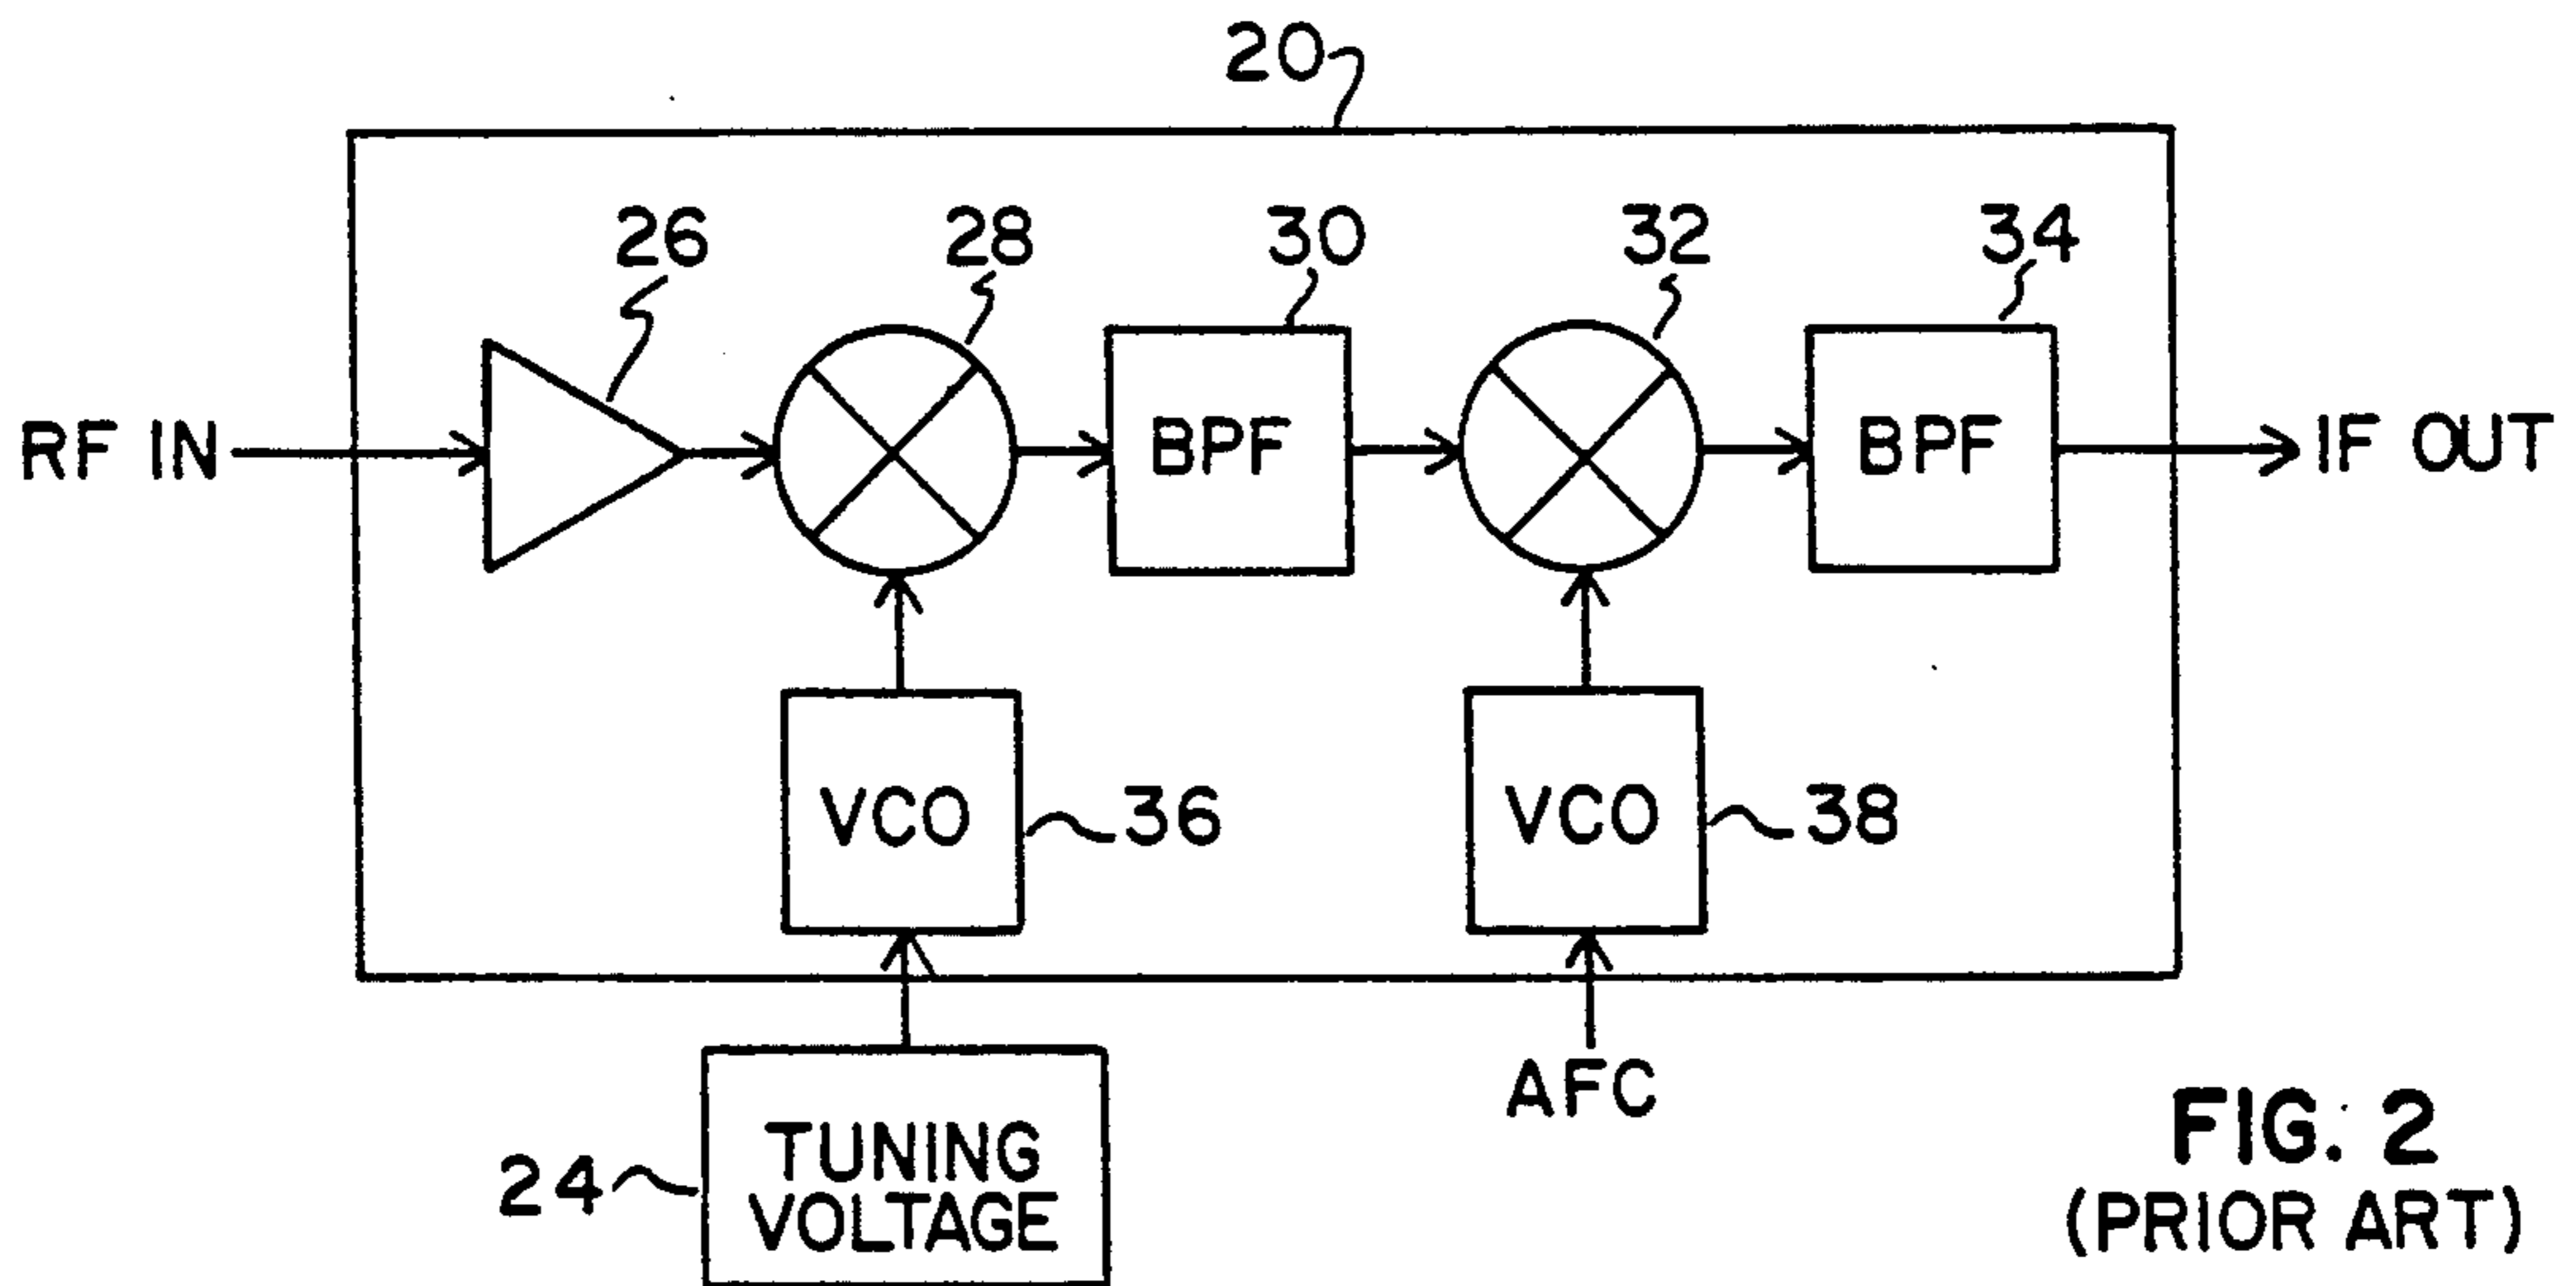 20
26
28
30
32
34
RF IN
BPF
BPF
IF OUT
VCO
36
VCO
38
AFC
24
TUNING
VOLTAGE
FIG. 2
(PRIOR ART)